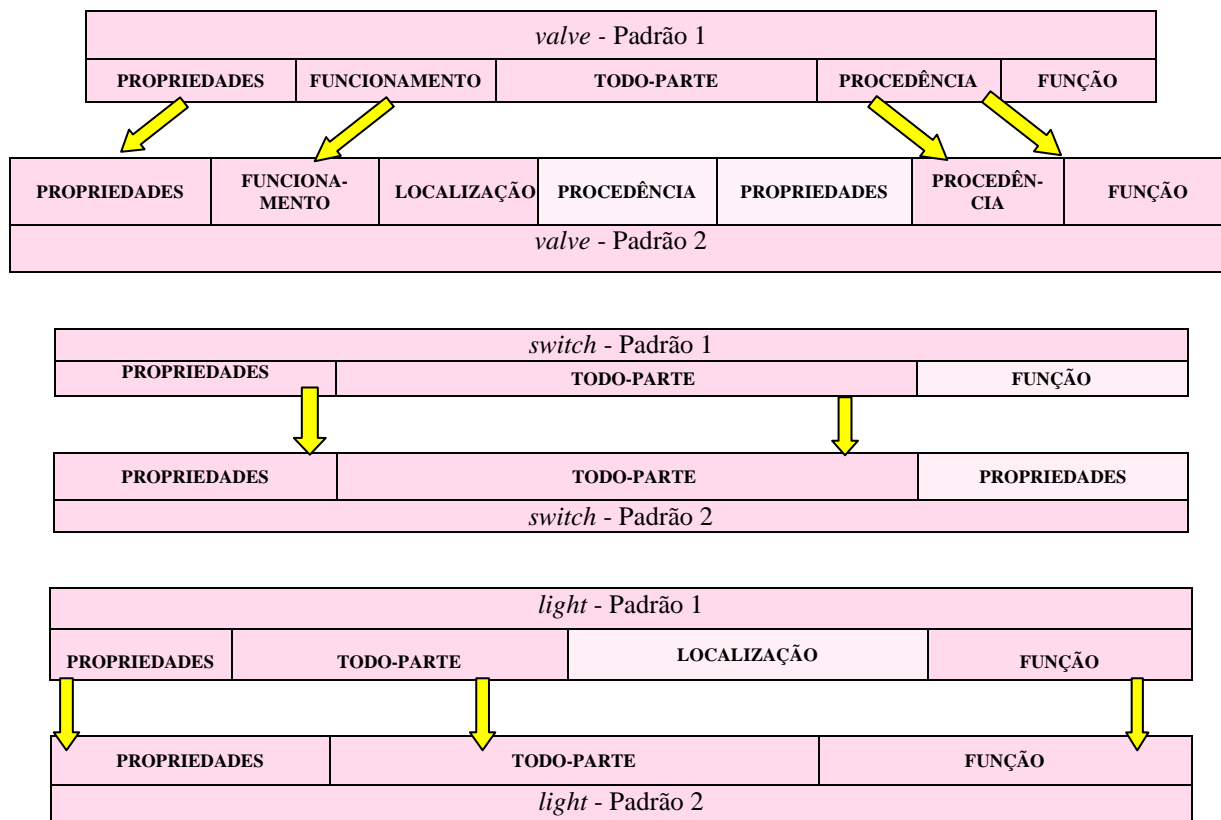 valve - Padrão 1
PROPRIEDADES FUNCIONAMENTO TODO-PARTE PROCEDÊNCIA FUNÇÃO
PROPRIEDADES FUNCIONA-
MENTO LOCALIZAÇÃO PROCEDÊNCIA PROPRIEDADES PROCEDÊN-
CIA FUNÇÃO
valve - Padrão 2
switch - Padrão 1
PROPRIEDADES TODO-PARTE FUNÇÃO
PROPRIEDADES TODO-PARTE PROPRIEDADES
switch - Padrão 2
light - Padrão 1
PROPRIEDADES TODO-PARTE LOCALIZAÇÃO FUNÇÃO
PROPRIEDADES TODO-PARTE FUNÇÃO
light - Padrão 2